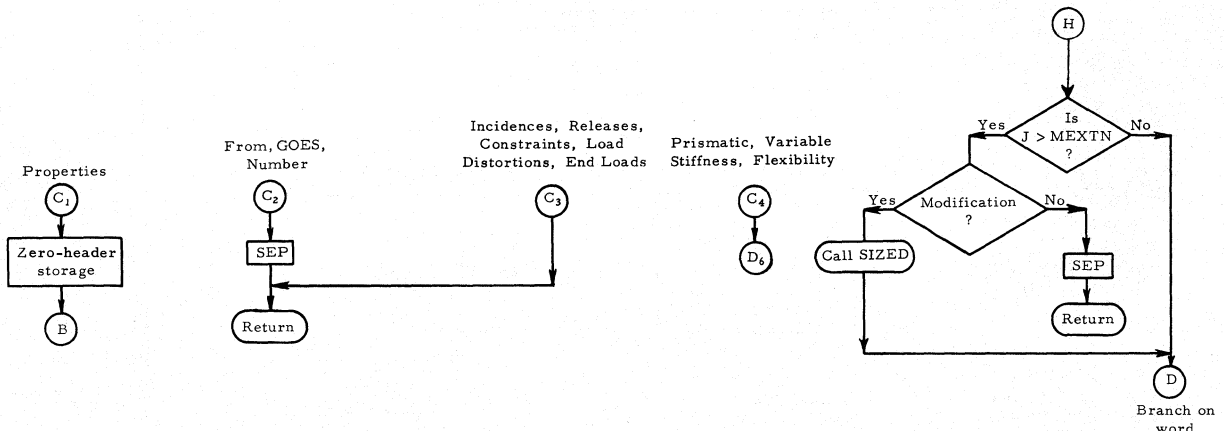 Properties
C₁
Zero-header
storage
B
From, GOES,
Number
C₂
SEP
Return
Incidences, Releases,
Constraints, Load
Distortions, End Loads
C₃
Prismatic, Variable
Stiffness, Flexibility
C₄
D₆
H
Is
J > MEXTN
?
Yes
No
Modification
?
Yes
No
Call SIZED
SEP
Return
D
Branch on
word